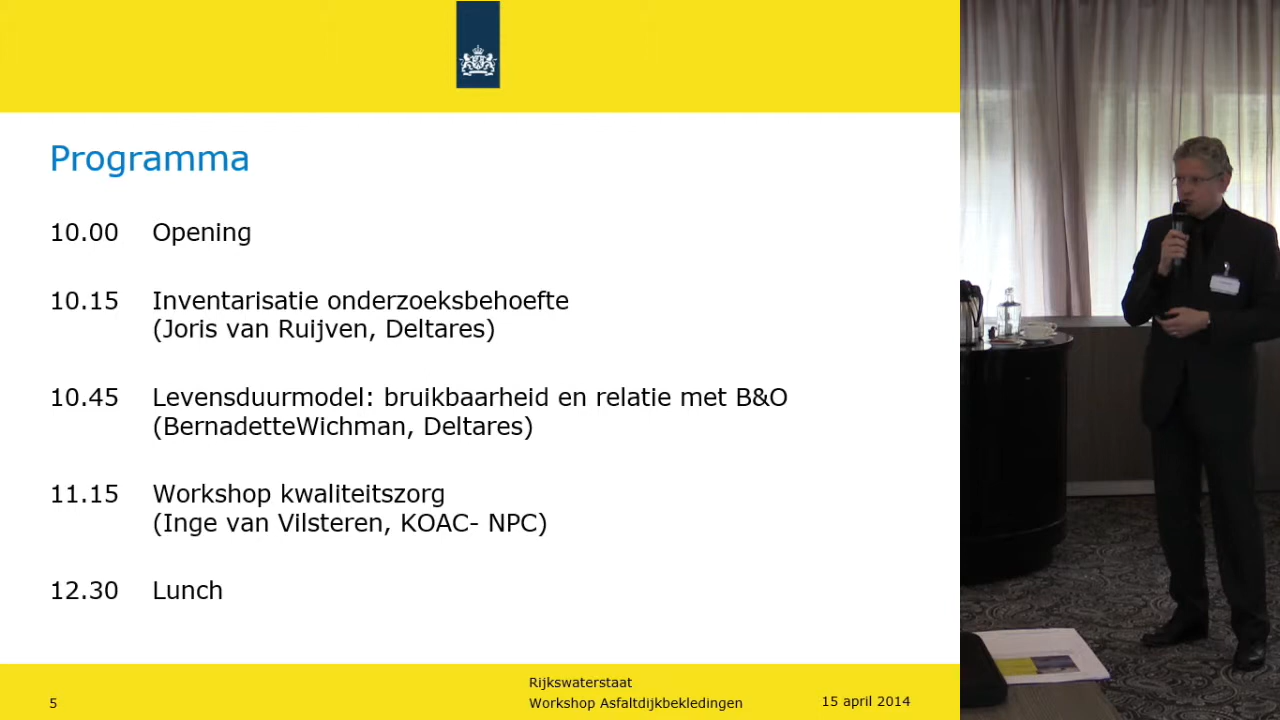 Programma
10.00 Opening
10.15 Inventarisatie onderzoeksbehoefte
(Joris van Ruijven, Deltares)
10.45 Levensduurmodel: bruikbaarheid en relatie met B&O
(BernadetteWichman, Deltares)
11.15 Workshop kwaliteitszorg
(Inge van Vilsteren, KOAC- NPC)
12.30 Lunch
5
Rijkswaterstaat
Workshop Asfaltdijkbekledingen
15 april 2014